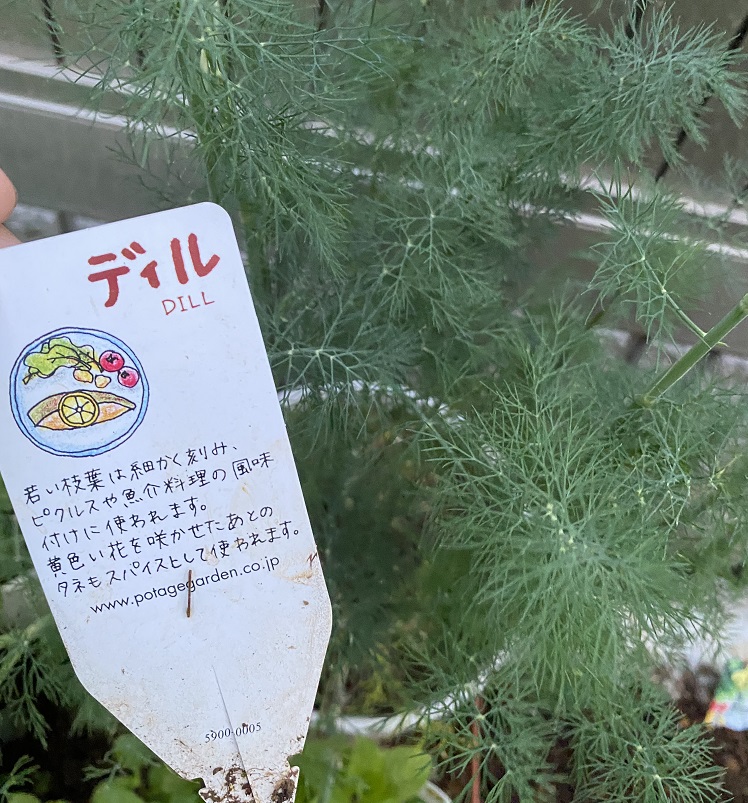 ディル
DILL
若い枝葉は細かく刻み、
ピクルスや魚介料理の風味
付けに使われます。
黄色い花を咲かせたあとの
タネもスパイスとして使われます。
www.potagegarden.co.jp
5900-0005